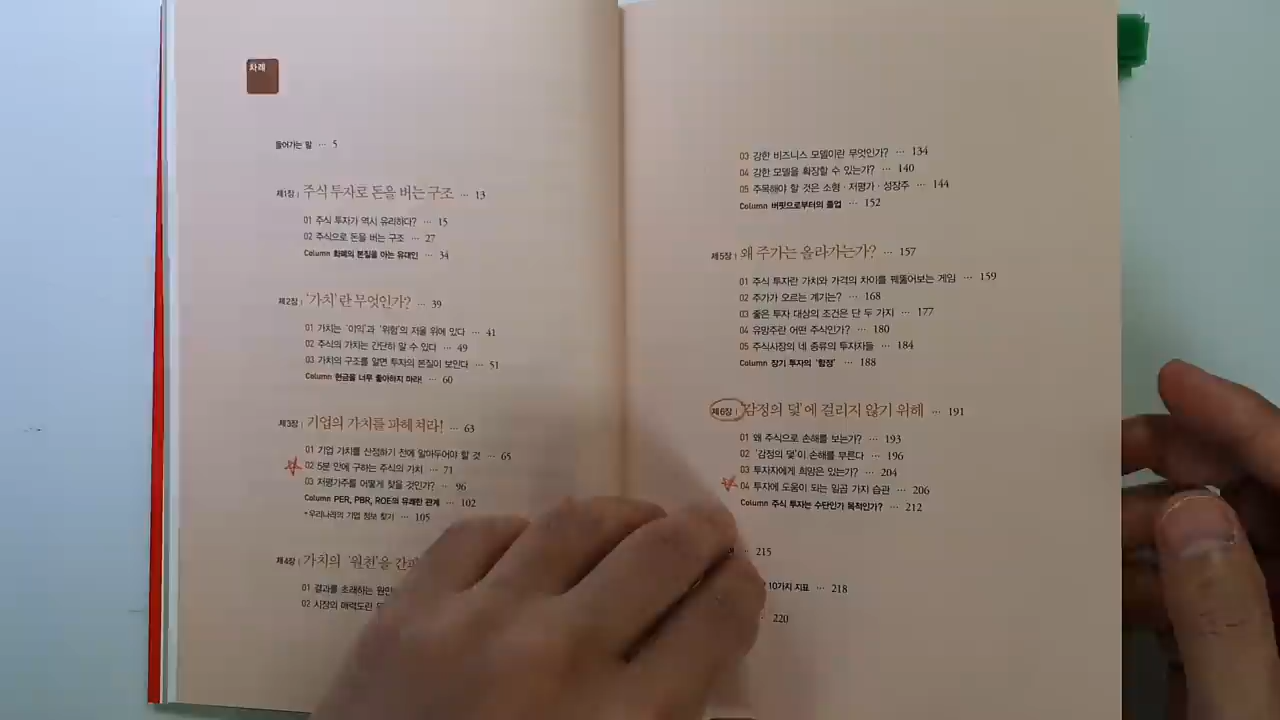 차례
들어가는 말 … 5
제1장 | 주식 투자로 돈을 버는 구조 … 13
01 주식 투자가 역시 유리하다? … 15
02 주식으로 돈을 버는 구조 … 27
Column 화폐의 본질을 아는 유대인 … 34
제2장 | '가치'란 무엇인가? … 39
01 가치는 '이익'과 '위험'의 저울 위에 있다 … 41
02 주식의 가치는 간단히 알 수 있다 … 49
03 가치의 구조를 알면 투자의 본질이 보인다 … 51
Column 현금을 너무 좋아하지 마라! … 60
제3장 | 기업의 가치를 파헤쳐라! … 63
01 기업 가치를 산정하기 전에 알아두어야 할 것 … 65
02 5분 만에 구하는 주식의 가치 … 71
03 저평가주를 어떻게 찾을 것인가? … 96
Column PER, PBR, ROE의 유쾌한 관계 … 102
*우리나라의 기업 정보 찾기 … 105
제4장 | 가치의 '원천'을
01 결과를 초래하는
02 시장의 매력도란
03 강한 비즈니스 모델이란 무엇인가? … 134
04 강한 모델을 확장할 수 있는가? … 140
05 주목해야 할 것은 소형·저평가·성장주 … 144
Column 버핏으로부터의 졸업 … 152
제5장 | 왜 주가는 올라가는가? … 157
01 주식 투자란 가치와 가격의 차이를 꿰뚫어보는 게임 … 159
02 주가가 오르는 계기는? … 168
03 좋은 투자 대상의 조건은 단 두 가지 … 177
04 유망주란 어떤 주식인가? … 180
05 주식시장의 네 종류의 투자자들 … 184
Column 장기 투자의 '함정' … 188
제6장 | '감정의 덫'에 걸리지 않기 위해 … 191
01 왜 주식으로 손해를 보는가? … 193
02 '감정의 덫'이 손해를 부른다 … 196
03 투자자에게 희망은 있는가? … 204
04 투자에 도움이 되는 일곱 가지 습관 … 206
Column 주식 투자는 수단인가 목적인가? … 212
… 215
10가지 지표 … 218
220